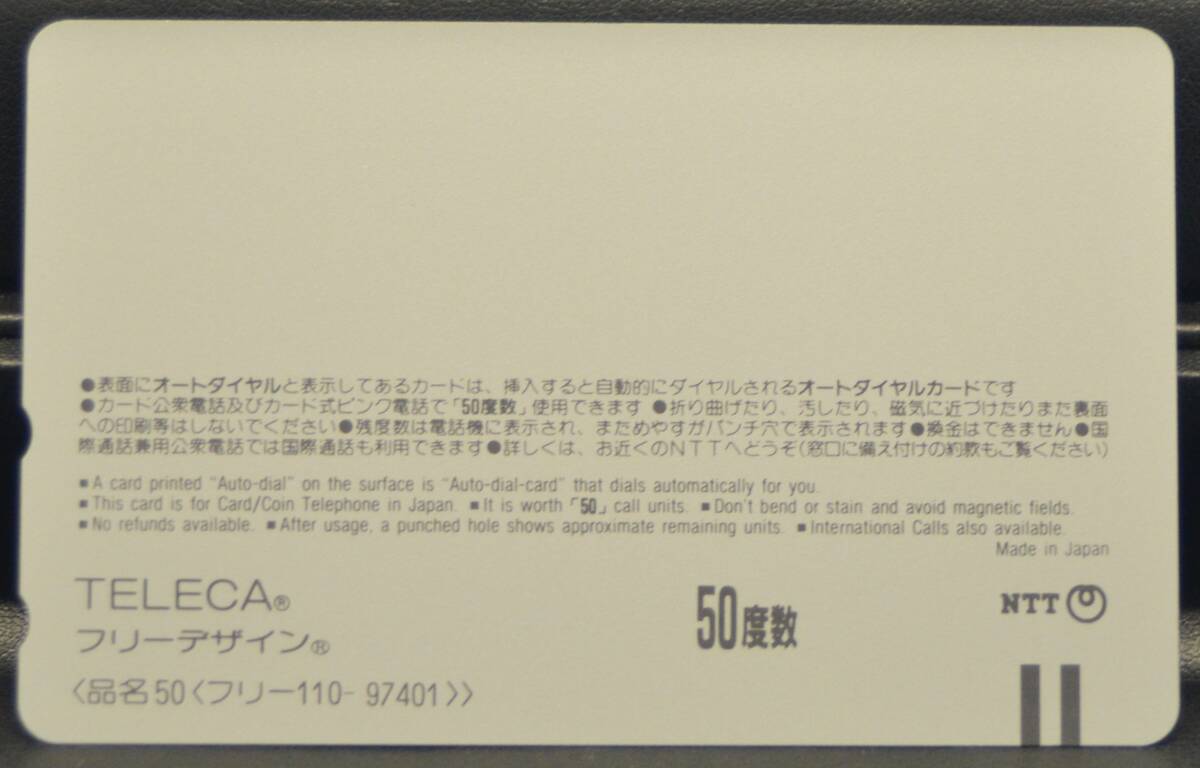 ●表面にオートダイヤルと表示してあるカードは、挿入すると自動的にダイヤルされるオートダイヤルカードです
●カード公衆電話及びカード式ピンク電話で「50度数」使用できます ●折り曲げたり、汚したり、磁気に近づけたりまた裏面
への印刷等はしないでください●残度数は電話機に表示され、まためやすがパンチ穴で表示されます●換金はできません●国
際通話兼用公衆電話では国際通話も利用できます●詳しくは、お近くのNTTへどうぞ(窓口に備え付けの約款もご覧ください)
■A card printed "Auto-dial" on the surface is "Auto-dial-card" that dials automatically for you.
■This card is for Card/Coin Telephone in Japan. ■It is worth「50」call units. ■Don't bend or stain and avoid magnetic fields.
■No refunds available. ■After usage, a punched hole shows approximate remaining units. ■International Calls also available.
Made in Japan
TELECA®
フリーデザイン®
50度数
NTT
〈品名50〈フリー110-97401〉〉